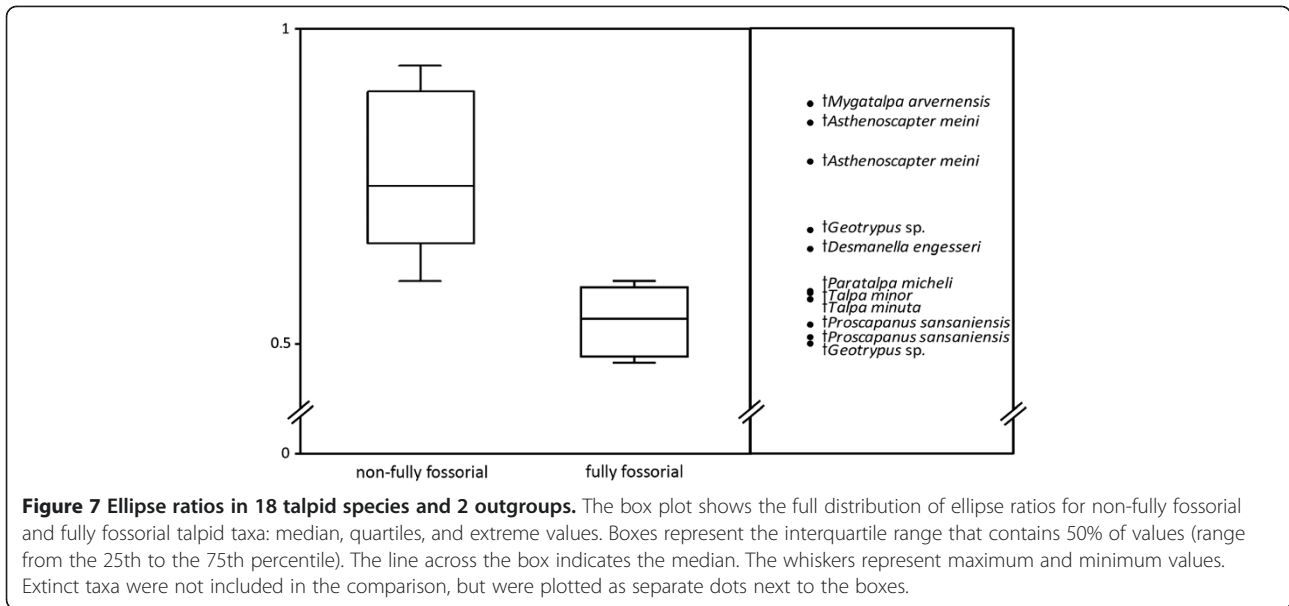 1
†Mygatalpa arvernensis
†Asthenoscapter meini
†Asthenoscapter meini
†Geotrypus sp.
†Desmanella engesseri
†Paratalpa micheli
†Talpa minor
†Talpa minuta
†Proscapanus sansaniensis
0.5
†Proscapanus sansaniensis
†Geotrypus sp.
0
non-fully fossorial
fully fossorial
Figure 7 Ellipse ratios in 18 talpid species and 2 outgroups. The box plot shows the full distribution of ellipse ratios for non-fully fossorial
and fully fossorial talpid taxa: median, quartiles, and extreme values. Boxes represent the interquartile range that contains 50% of values (range
from the 25th to the 75th percentile). The line across the box indicates the median. The whiskers represent maximum and minimum values.
Extinct taxa were not included in the comparison, but were plotted as separate dots next to the boxes.